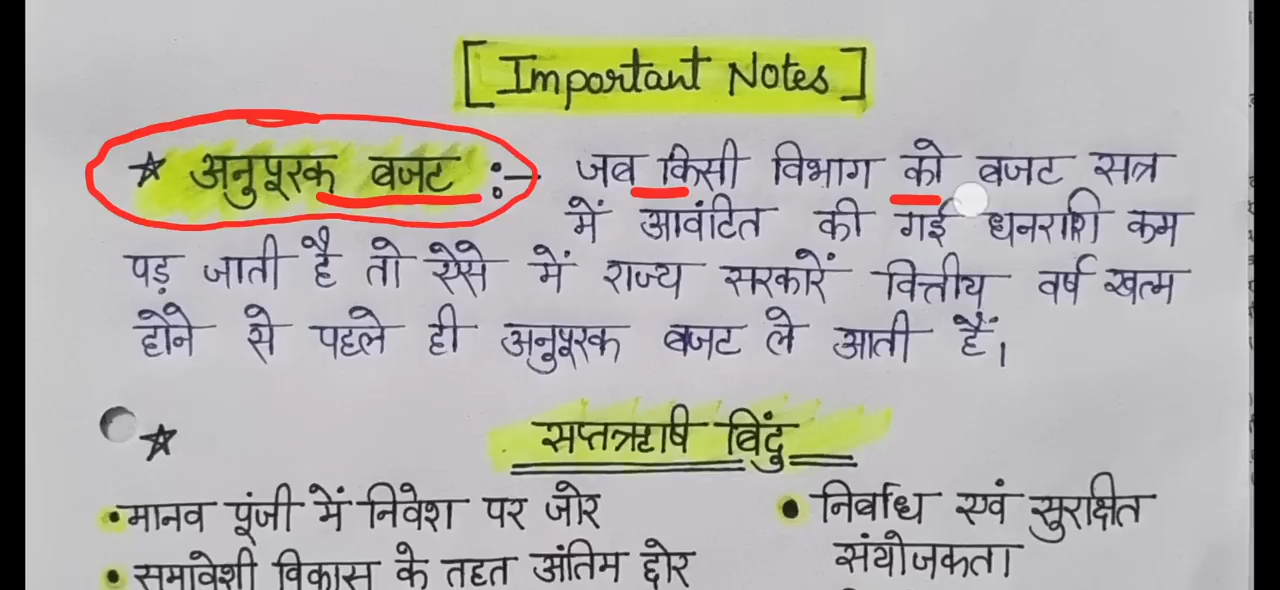 [ Important Notes ]
☆ अनुपूरक बजट :- जब किसी विभाग को बजट सत्र
में आवंटित की गई धनराशि कम
पड़ जाती है तो ऐसे में राज्य सरकारें वित्तीय वर्ष खत्म
होने से पहले ही अनुपूरक बजट ले आती हैं।
☆ सप्तऋषि बिंदु
• मानव पूंजी में निवेश पर जोर
• समावेशी विकास के तहत अंतिम छोर
• निर्बाध एवं सुरक्षित
संयोजकता